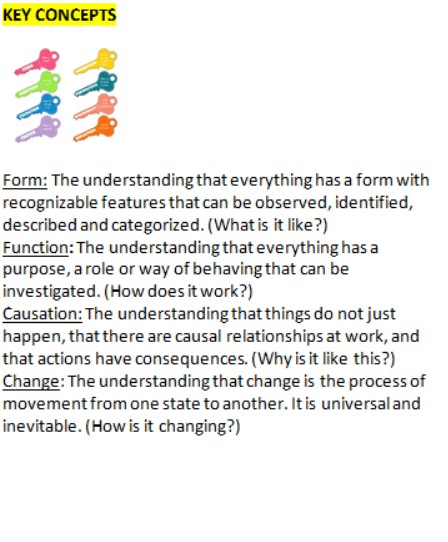 KEY CONCEPTS
Form: The understanding that everything has a form with
recognizable features that can be observed, identified,
described and categorized. (What is it like?)
Function: The understanding that everything has a
purpose, a role or way of behaving that can be
investigated. (How does it work?)
Causation: The understanding that things do not just
happen, that there are causal relationships at work, and
that actions have consequences. (Why is it like this?)
Change: The understanding that change is the process of
movement from one state to another. It is universal and
inevitable. (How is it changing?)